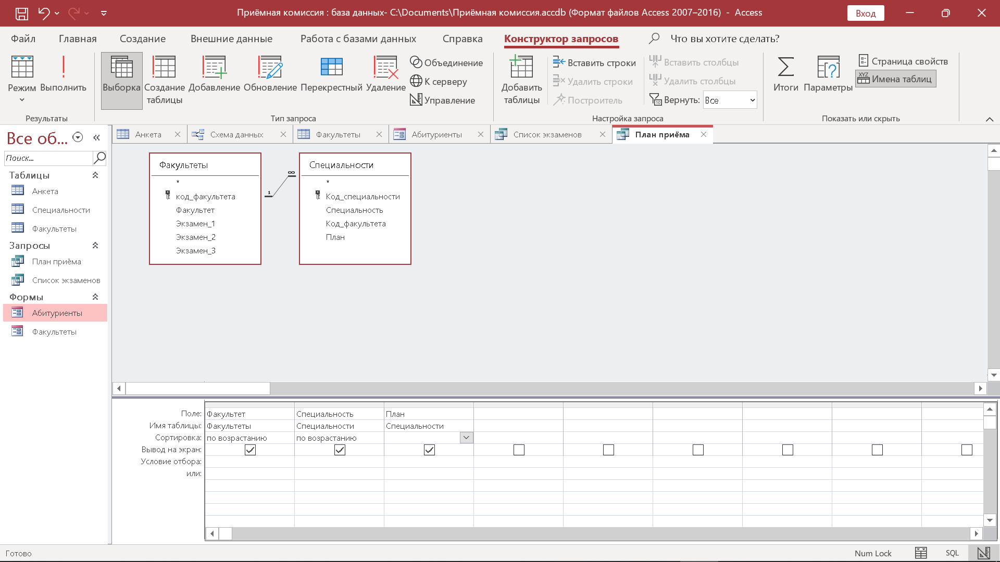 Приёмная комиссия : база данных- C:\Documents\Приёмная комиссия.accdb (Формат файлов Access 2007–2016) - Access
Вход
Файл
Главная
Создание
Внешние данные
Работа с базами данных
Справка
Конструктор запросов
Что вы хотите сделать?
Режим
Выполнить
Результаты
Выборка
Создание таблицы
Добавление
Обновление
Перекрестный
Удаление
Объединение
К серверу
Управление
Тип запроса
Добавить таблицы
Вставить строки
Удалить строки
Построитель
Вставить столбцы
Удалить столбцы
Вернуть: Все
Настройка запроса
Итоги
Параметры
Страница свойств
Имена таблиц
Показать или скрыть
Все об...
Поиск...
Таблицы
Анкета
Специальности
Факультеты
Запросы
План приёма
Список экзаменов
Формы
Абитуриенты
Факультеты
Анкета
Схема данных
Факультеты
Абитуриенты
Список экзаменов
План приёма
Факультеты
*
код_факультета
Факультет
Экзамен_1
Экзамен_2
Экзамен_3
1
∞
Специальности
*
Код_специальности
Специальность
Код_факультета
План
Поле: Факультет Специальность План
Имя таблицы: Факультеты Специальности Специальности
Сортировка: по возрастанию по возрастанию
Вывод на экран:
Условие отбора:
или:
Готово
Num Lock
SQL